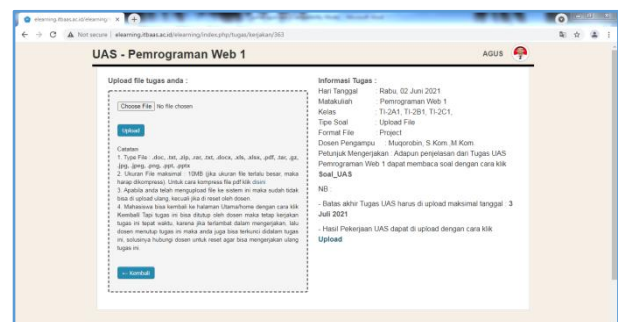 elearning.itbaas.ac.id/elearning/
Not secure elearning.itbaas.ac.id/elearning/index.php/tugas/kerjakan/363
UAS - Pemrograman Web 1
AGUS
Upload file tugas anda :
Choose File No file chosen
Upload
Catatan
1. Type File : .doc, .txt, .zip, .rar, .txt, .docx, .xls, .xlsx, .pdf, .tar, .gz,
.jpg, .jpeg, .png, .ppt, .pptx
2. Ukuran File maksimal : 10MB (jika ukuran file terlalu besar, maka
harap dikompress). Untuk cara kompress file pdf klik disini
3. Apabila anda telah mengupload file ke sistem ini maka sudah tidak
bisa di upload ulang, kecuali jika di reset oleh dosen.
4. Mahasiswa bisa kembali ke halaman Utama/home dengan cara klik
Kembali! Tapi tugas ini bisa ditutup oleh dosen maka tetap kerjakan
tugas ini tepat waktu, karena jika terlambat dalam mengerjakan, lalu
dosen menutup tugas ini maka anda juga bisa terkunci didalam tugas
ini, solusinya hubungi dosen untuk reset agar bisa mengerjakan ulang
tugas ini
← Kembali
Informasi Tugas :
Hari Tanggal : Rabu, 02 Juni 2021
Matakuliah : Pemrograman Web 1
Kelas : TI-2A1, TI-2B1, TI-2C1,
Tipe Soal : Upload File
Format File : Project
Dosen Pengampu : Muqorobin, S.Kom.,M.Kom
Petunjuk Mengerjakan : Adapun penjelasan dari Tugas UAS
Pemrograman Web 1 dapat membaca soal dengan cara klik
Soal_UAS
NB :
- Batas akhir Tugas UAS harus di upload maksimal tanggal : 3
Juli 2021
- Hasil Pekerjaan UAS dapat di upload dengan cara klik
Upload